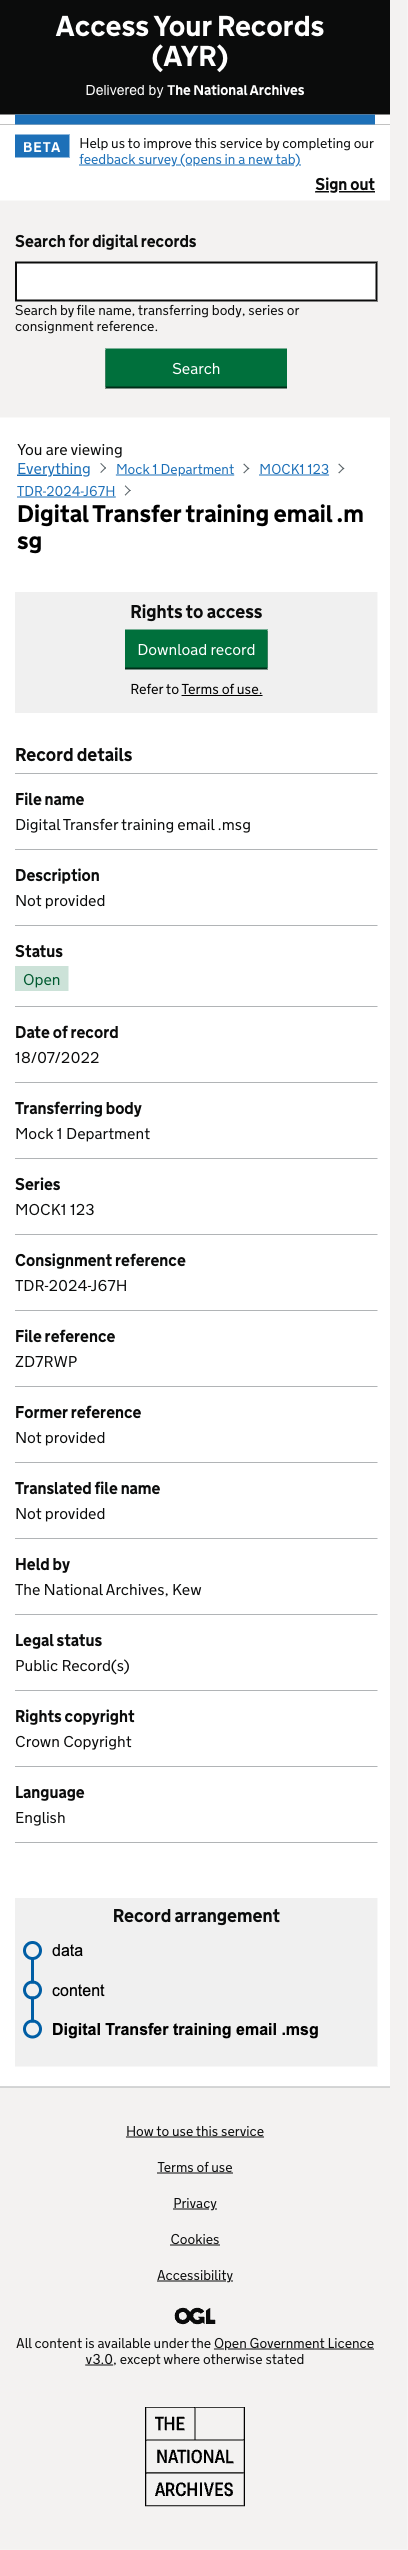 Access Your Records
(AYR)
Delivered by The National Archives
BETA
Help us to improve this service by completing our
feedback survey (opens in a new tab)
Sign out
Search for digital records
Search by file name, transferring body, series or
consignment reference.
Search
You are viewing
Everything > Mock 1 Department > MOCK1 123 >
TDR-2024-J67H >
Digital Transfer training email .m
sg
Rights to access
Download record
Refer to Terms of use.
Record details
File name
Digital Transfer training email .msg
Description
Not provided
Status
Open
Date of record
18/07/2022
Transferring body
Mock 1 Department
Series
MOCK1 123
Consignment reference
TDR-2024-J67H
File reference
ZD7RWP
Former reference
Not provided
Translated file name
Not provided
Held by
The National Archives, Kew
Legal status
Public Record(s)
Rights copyright
Crown Copyright
Language
English
Record arrangement
data
content
Digital Transfer training email .msg
How to use this service
Terms of use
Privacy
Cookies
Accessibility
OGL
All content is available under the Open Government Licence
v3.0, except where otherwise stated
THE
NATIONAL
ARCHIVES